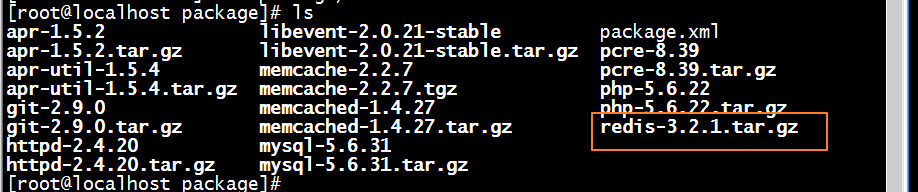 [root@localhost package]# ls
apr-1.5.2 libevent-2.0.21-stable package.xml
apr-1.5.2.tar.gz libevent-2.0.21-stable.tar.gz pcre-8.39
apr-util-1.5.4 memcache-2.2.7 pcre-8.39.tar.gz
apr-util-1.5.4.tar.gz memcache-2.2.7.tgz php-5.6.22
git-2.9.0 memcached-1.4.27 php-5.6.22.tar.gz
git-2.9.0.tar.gz memcached-1.4.27.tar.gz redis-3.2.1.tar.gz
httpd-2.4.20 mysql-5.6.31
httpd-2.4.20.tar.gz mysql-5.6.31.tar.gz
[root@localhost package]#